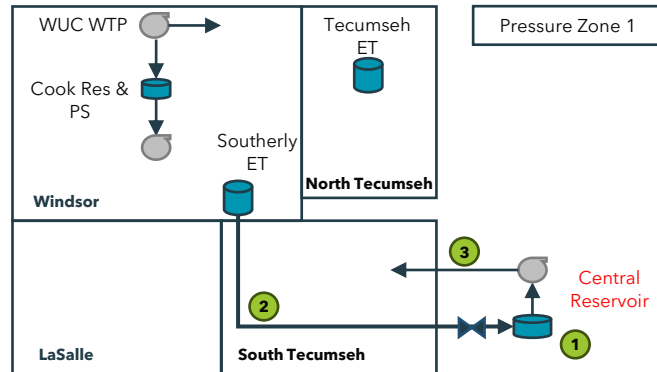 WUC WTP
Cook Res &
PS
Southerly
ET
Windsor
Tecumseh
ET
North Tecumseh
Pressure Zone 1
3
Central
Reservoir
2
1
LaSalle
South Tecumseh